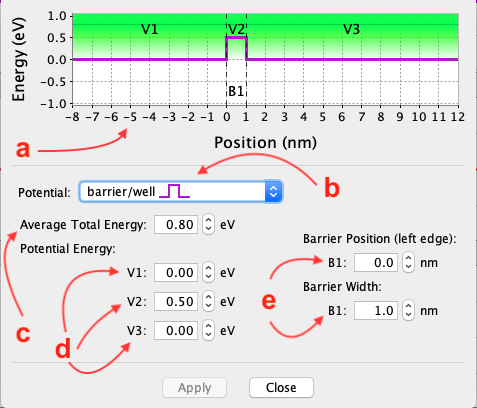 1.0
V1 V2 V3
0.5
0.0
−0.5
B1
−1.0
Energy (eV)
−8 −7 −6 −5 −4 −3 −2 −1 0 1 2 3 4 5 6 7 8 9 10 11 12
Position (nm)
a
b
Potential: barrier/well
Average Total Energy: 0.80 eV
Potential Energy:
V1: 0.00 eV
V2: 0.50 eV
V3: 0.00 eV
c
d
Barrier Position (left edge):
B1: 0.0 nm
Barrier Width:
B1: 1.0 nm
e
Apply Close